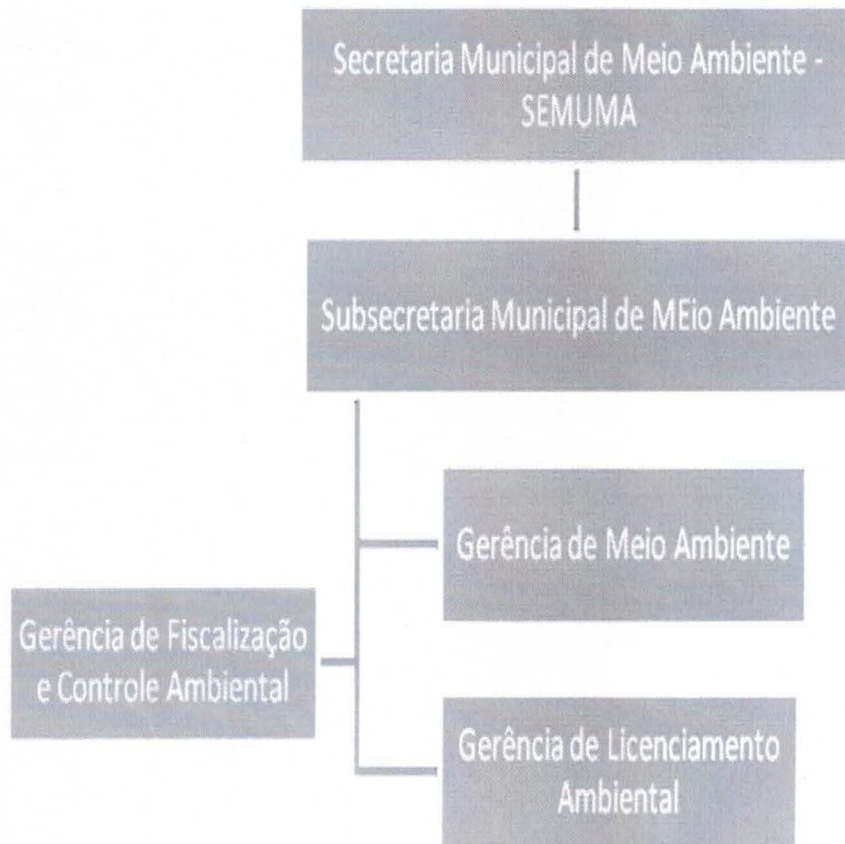 Secretaria Municipal de Meio Ambiente -
SEMUMA
Subsecretaria Municipal de MEio Ambiente
Gerência de Meio Ambiente
Gerência de Fiscalização
e Controle Ambiental
Gerência de Licenciamento
Ambiental